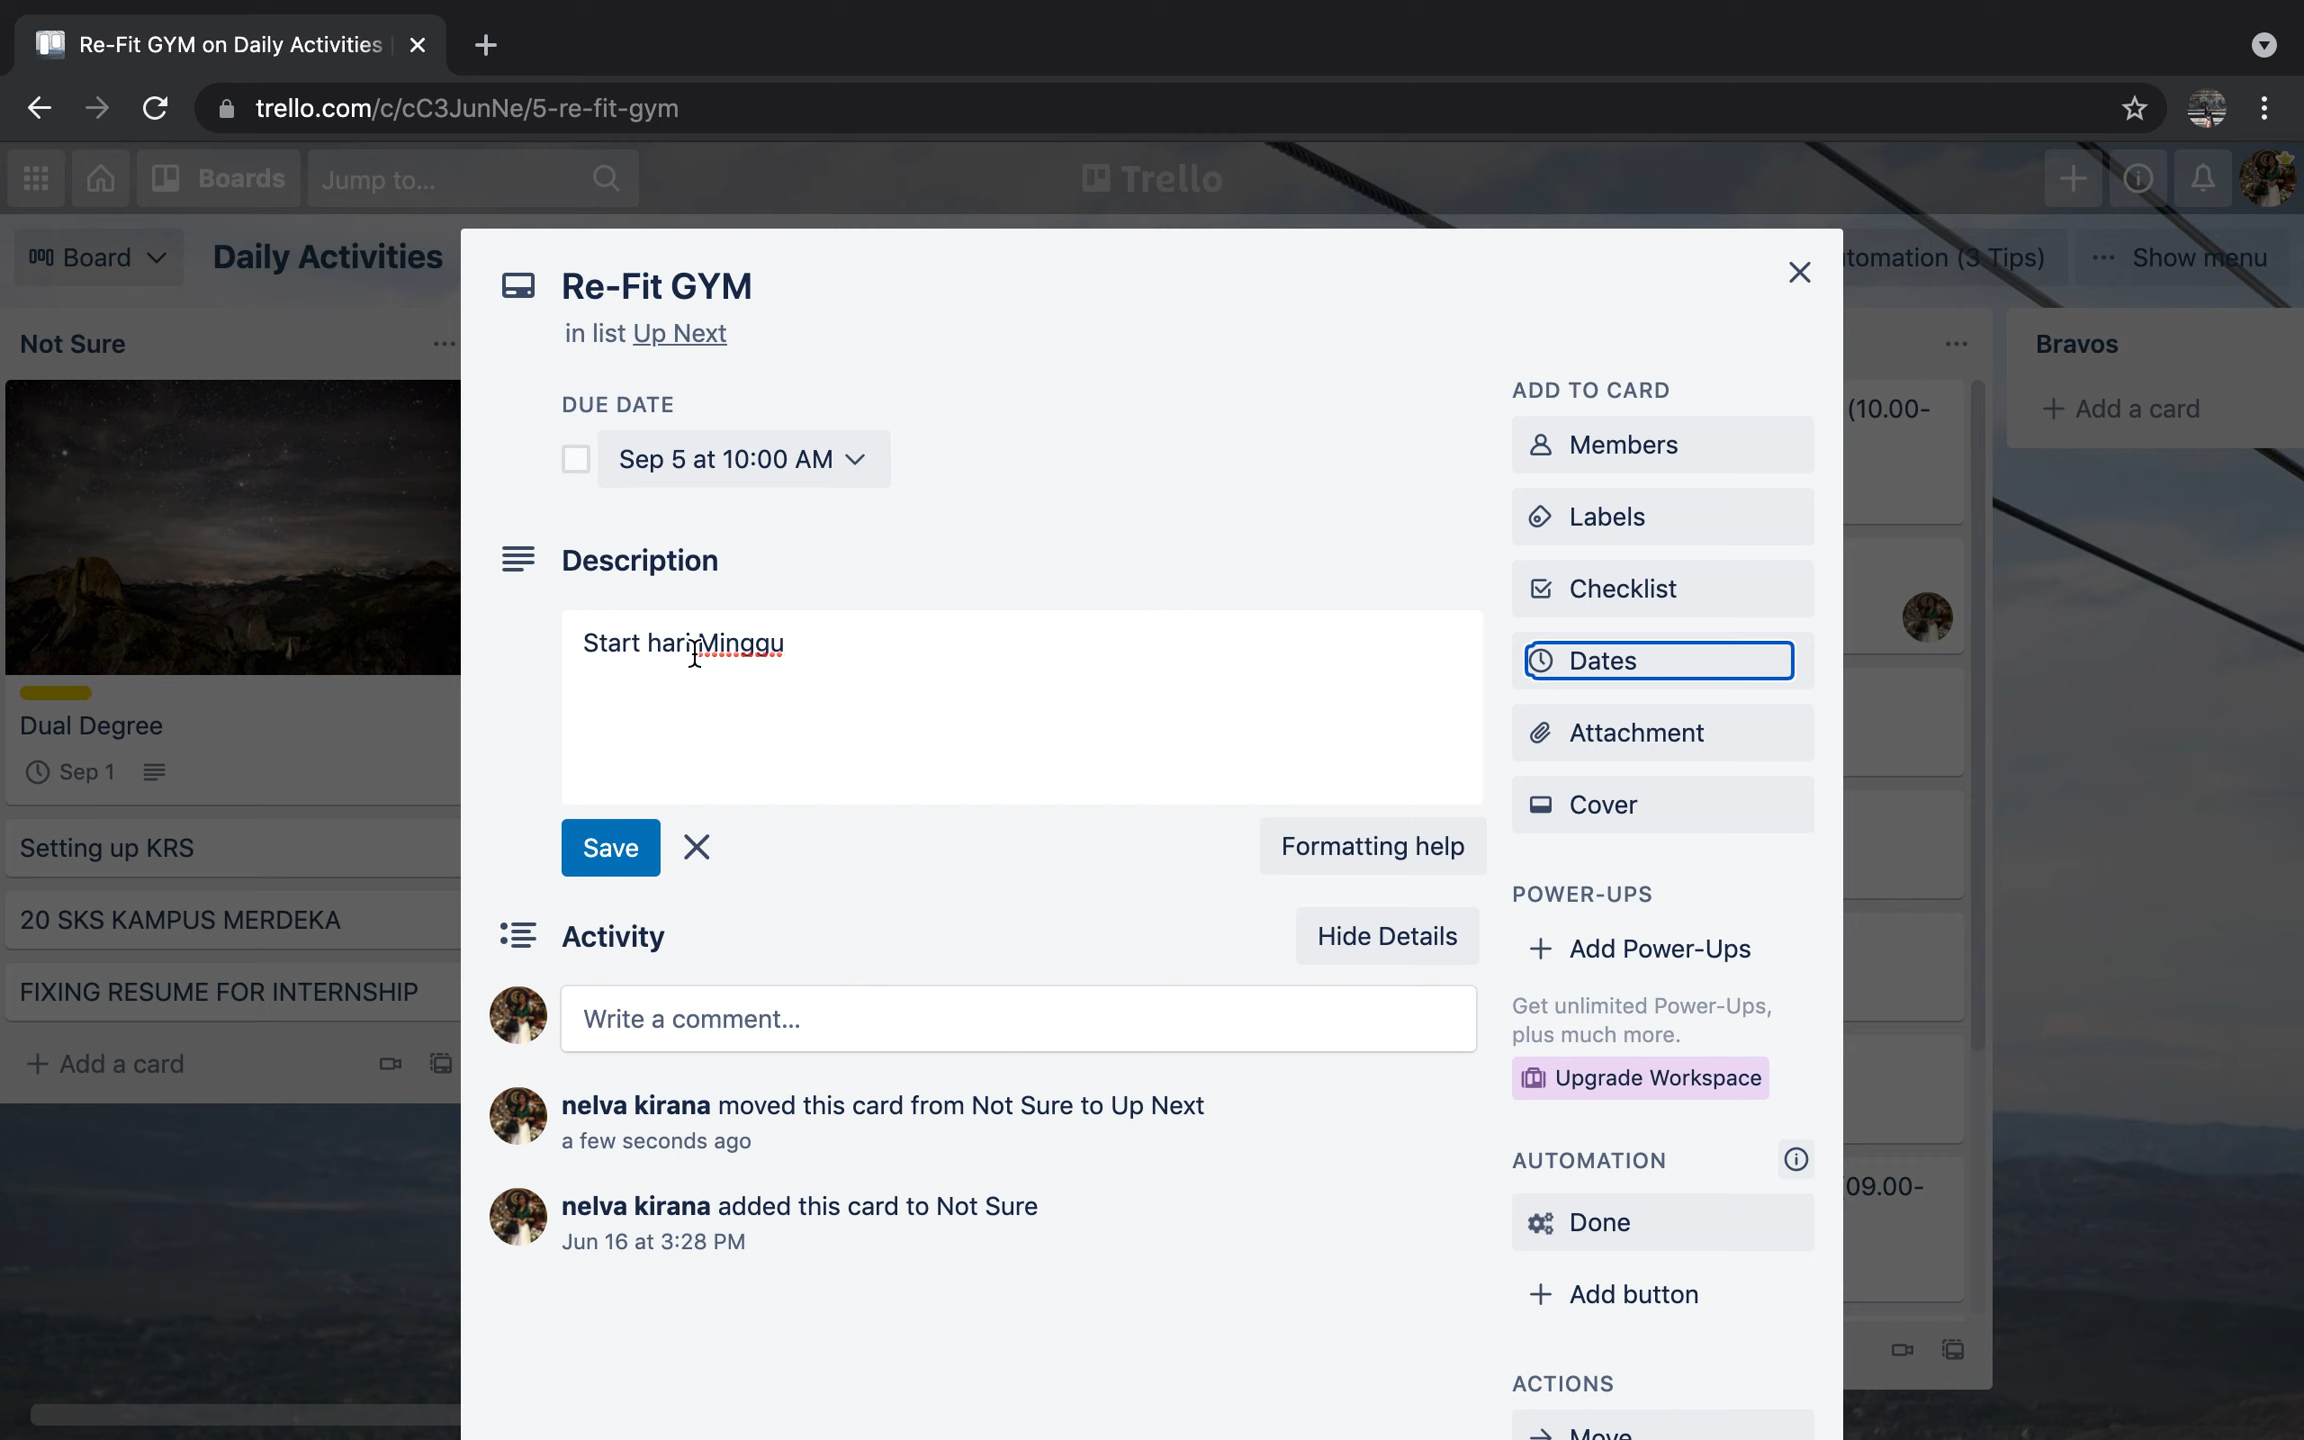 Re-Fit GYM on Daily Activities
trello.com/c/cC3JunNe/5-re-fit-gym
Boards
Jump to...
Trello
Board
Daily Activities
tomation (3 Tips)
Show menu
Not Sure
Dual Degree
Sep 1
Setting up KRS
20 SKS KAMPUS MERDEKA
FIXING RESUME FOR INTERNSHIP
+ Add a card
Re-Fit GYM
in list Up Next
DUE DATE
Sep 5 at 10:00 AM
Description
Start hari Minggu
Save
Formatting help
Activity
Hide Details
Write a comment...
nelva kirana moved this card from Not Sure to Up Next
a few seconds ago
nelva kirana added this card to Not Sure
Jun 16 at 3:28 PM
ADD TO CARD
Members
Labels
Checklist
Dates
Attachment
Cover
POWER-UPS
+ Add Power-Ups
Get unlimited Power-Ups,
plus much more.
Upgrade Workspace
AUTOMATION
Done
+ Add button
ACTIONS
Move
(10.00-
09.00-
Bravos
+ Add a card